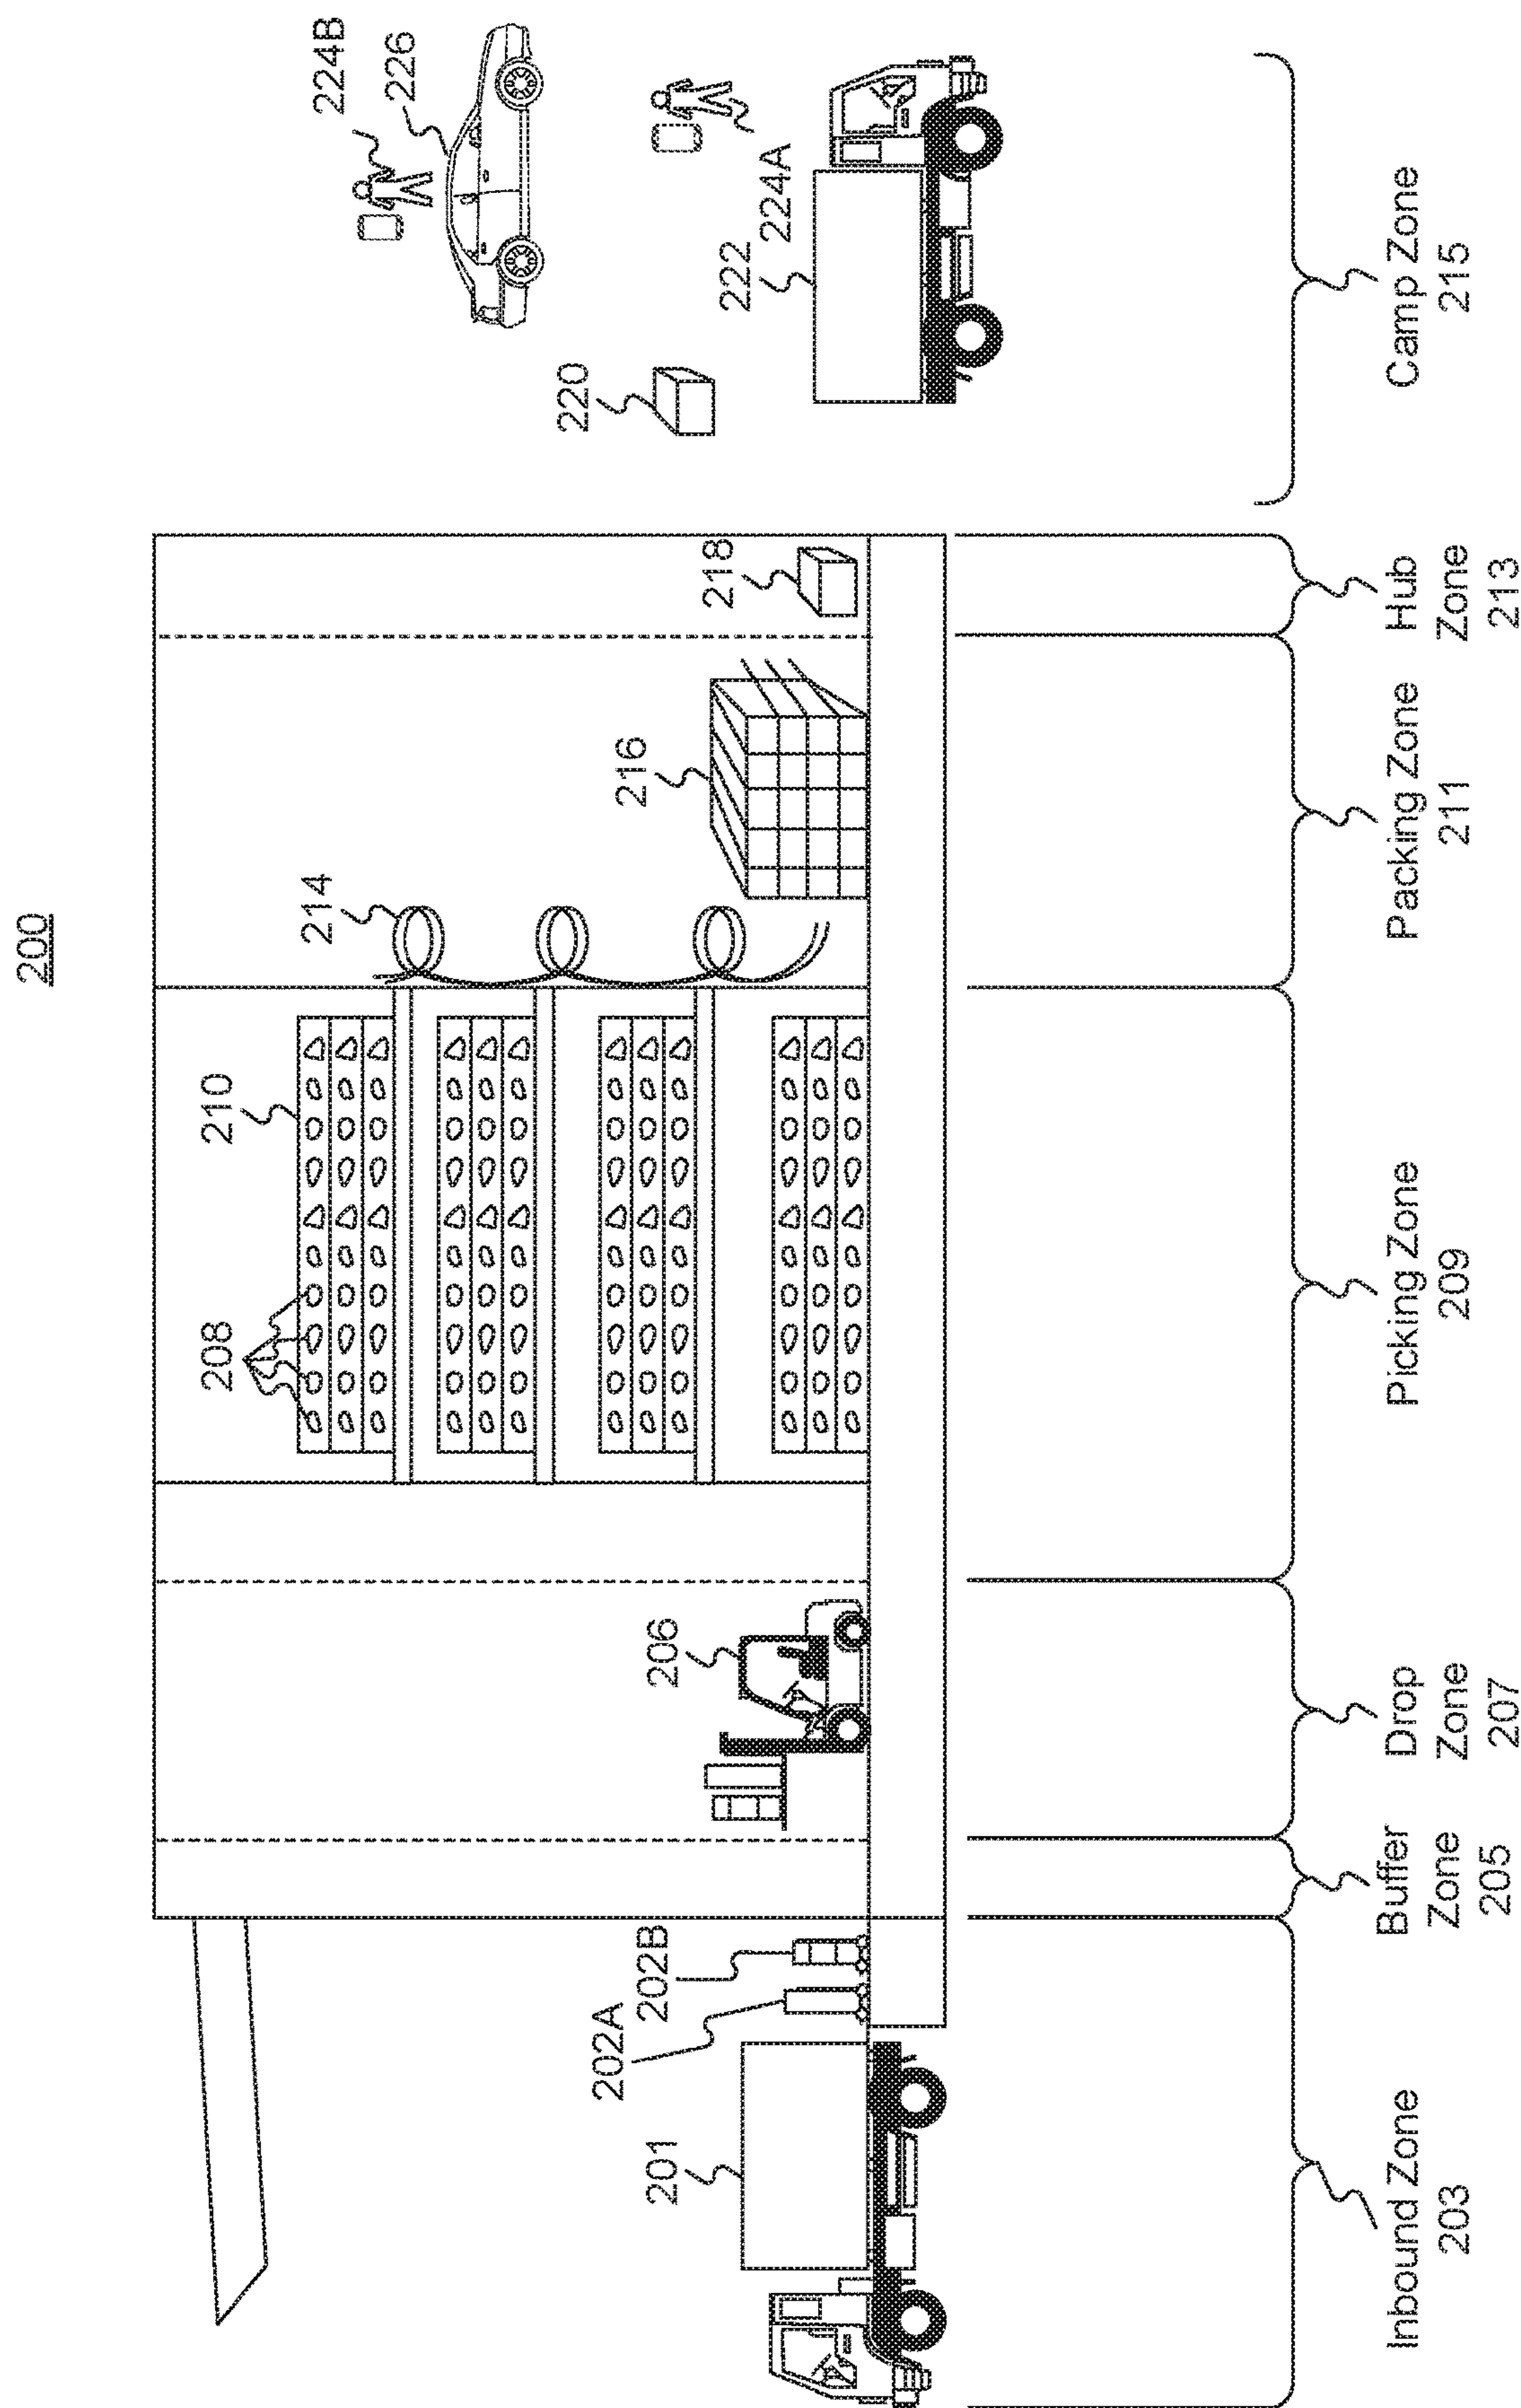 200
224B
226
220
222
224A
218
216
214
210
208
206
202B
202A
201
Inbound Zone
203
Buffer
Zone
205
Drop
Zone
207
Picking Zone
209
Packing Zone
211
Hub
Zone
213
Camp Zone
215